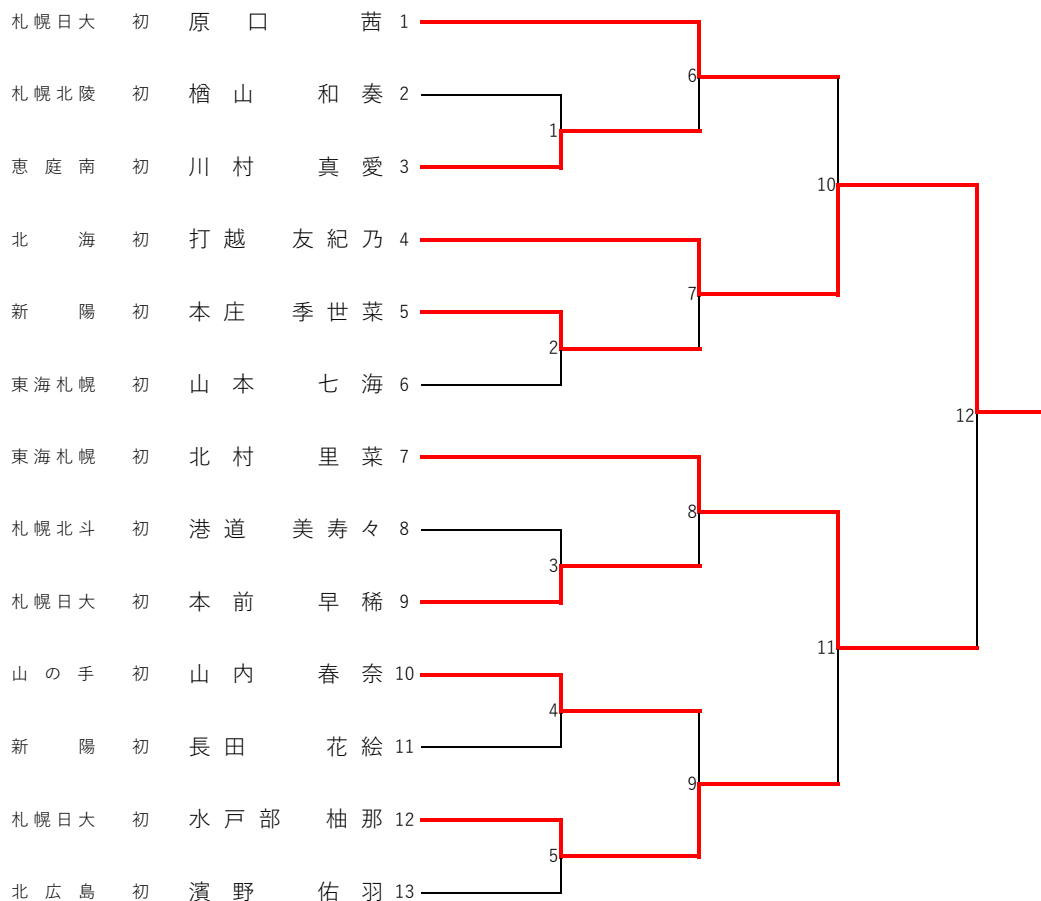 札幌日大 初 原口 茜 1
6
札幌北陵 初 楢山 和奏 2
1
恵庭南 初 川村 真愛 3
10
北海 初 打越 友紀乃 4
7
新陽 初 本庄 季世菜 5
2
東海札幌 初 山本 七海 6
12
東海札幌 初 北村 里菜 7
8
札幌北斗 初 港道 美寿々 8
3
札幌日大 初 本前 早稀 9
11
山の手 初 山内 春奈 10
4
新陽 初 長田 花絵 11
9
札幌日大 初 水戸部 柚那 12
5
北広島 初 濱野 佑羽 13